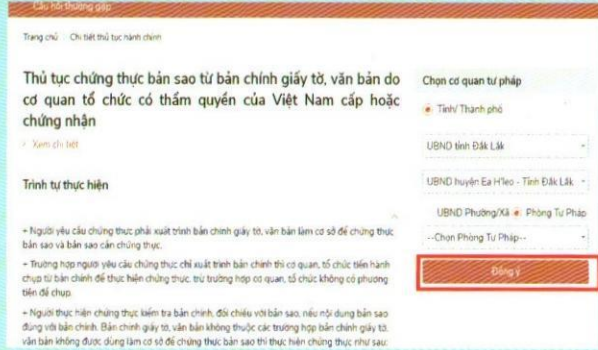 Câu hỏi thường gặp
Trang chủ Chi tiết thủ tục hành chính
Thủ tục chứng thực bản sao từ bản chính giấy tờ, văn bản do
cơ quan tổ chức có thẩm quyền của Việt Nam cấp hoặc
chứng nhận
Xem chi tiết
Trình tự thực hiện
+ Người yêu cầu chứng thực phải xuất trình bản chính giấy tờ, văn bản làm cơ sở để chứng thực
bản sao và bản sao cần chứng thực.
+ Trường hợp người yêu cầu chứng thực chỉ xuất trình bản chính thì cơ quan, tổ chức tiến hành
chụp từ bản chính để thực hiện chứng thực, trừ trường hợp cơ quan, tổ chức không có phương
tiện để chụp.
+ Người thực hiện chứng thực kiểm tra bản chính, đối chiếu với bản sao, nếu nội dung bản sao
đúng với bản chính. Bản chính giấy tờ, văn bản không thuộc các trường hợp bản chính giấy tờ,
văn bản không được dùng làm cơ sở để chứng thực bản sao thì thực hiện chứng thực như sau:
Chọn cơ quan tư pháp
Tỉnh/ Thành phố
UBND tỉnh Đắk Lắk
UBND huyện Ea H'leo - Tỉnh Đắk Lắk
UBND Phường/Xã Phòng Tư Pháp
--Chọn Phòng Tư Pháp--
Đồng ý